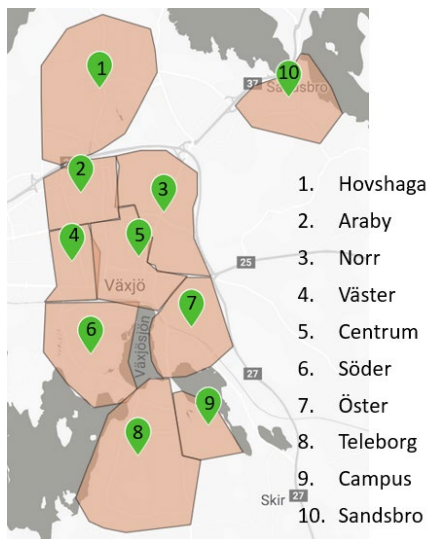 1
10
37
Sandsbro
2
3
4
5
25
Växjö
7
6
Växjösjön
27
9
8
Skir 27
1. Hovshaga
2. Araby
3. Norr
4. Väster
5. Centrum
6. Söder
7. Öster
8. Teleborg
9. Campus
10. Sandsbro